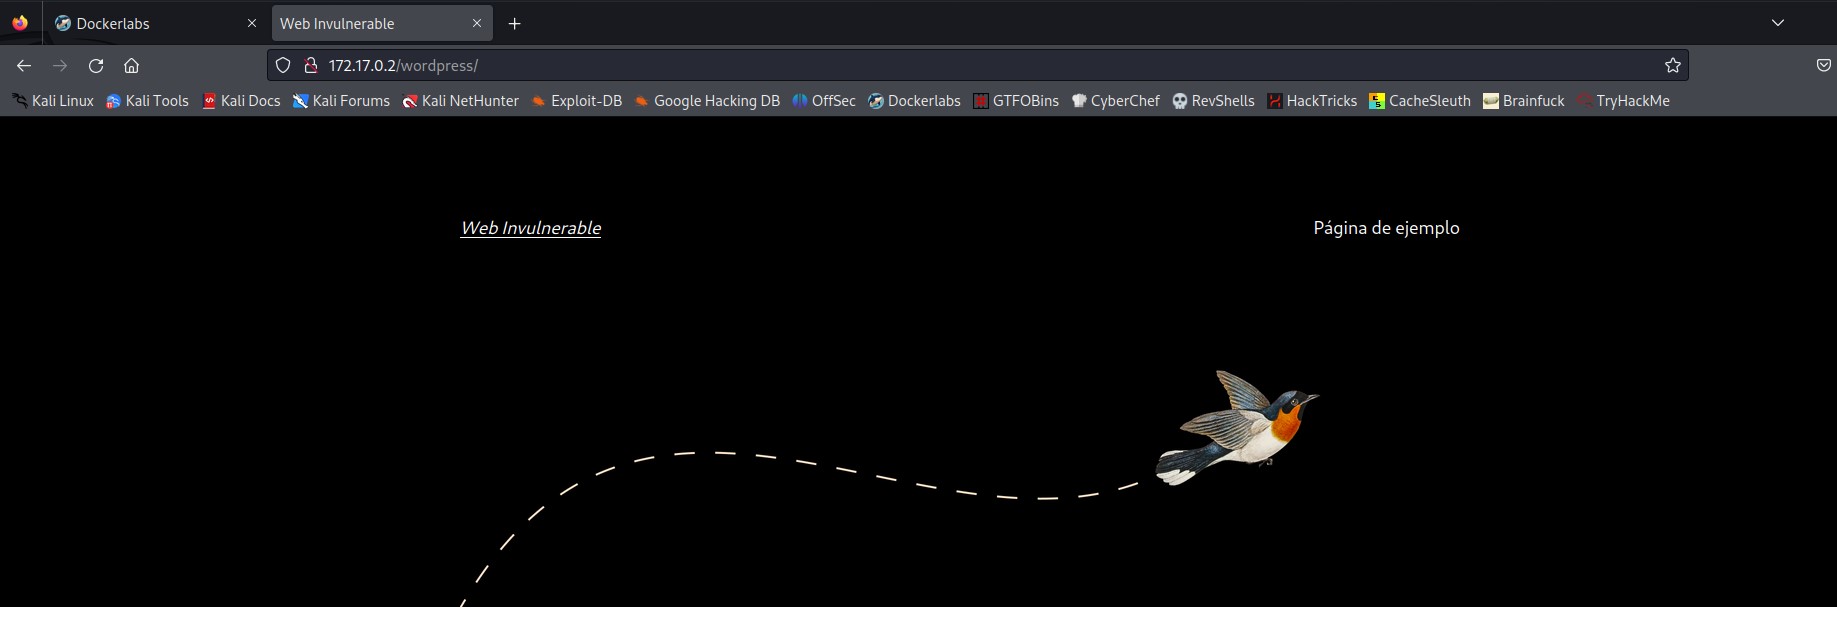 Dockerlabs
Web Invulnerable
172.17.0.2/wordpress/
Kali Linux Kali Tools Kali Docs Kali Forums Kali NetHunter Exploit-DB Google Hacking DB OffSec Dockerlabs GTFOBins CyberChef RevShells HackTricks CacheSleuth Brainfuck TryHackMe
Web Invulnerable
Página de ejemplo